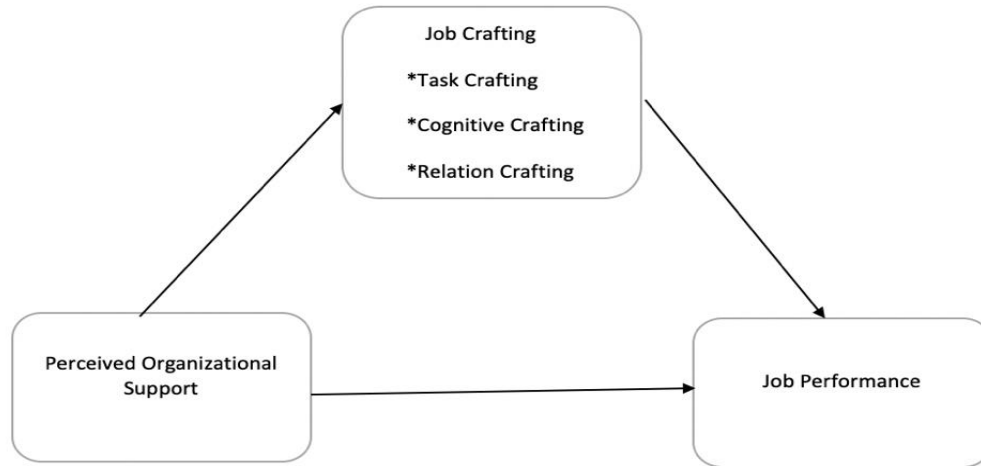 Job Crafting
*Task Crafting
*Cognitive Crafting
*Relation Crafting
Perceived Organizational
Support
Job Performance